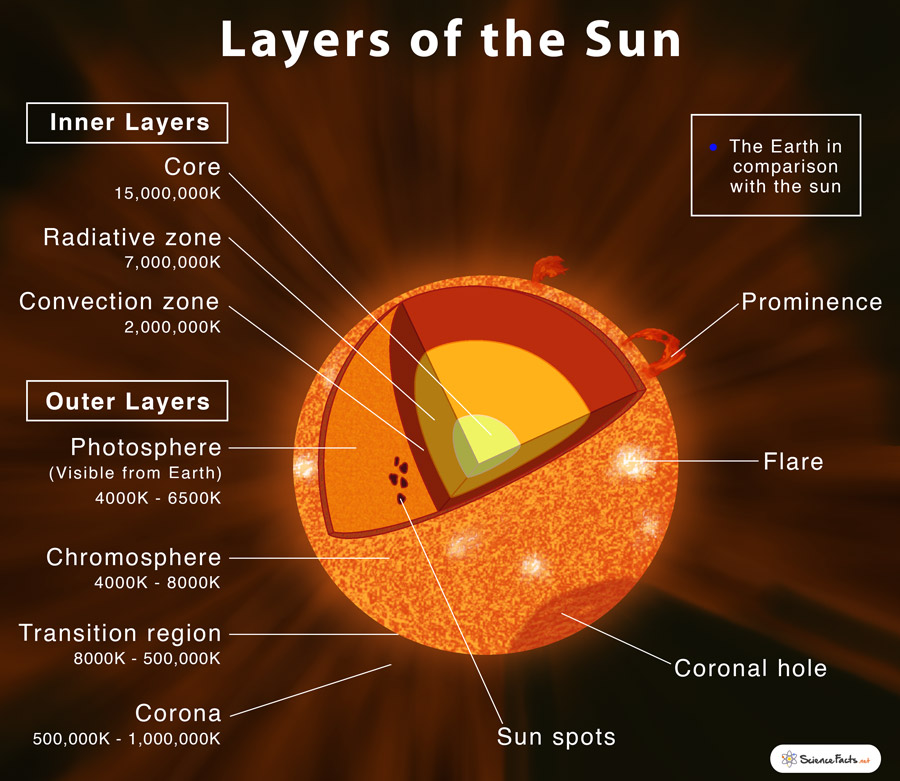 Layers of the Sun
Inner Layers
Core
15,000,000K
Radiative zone
7,000,000K
Convection zone
2,000,000K
Outer Layers
Photosphere
(Visible from Earth)
4000K - 6500K
Chromosphere
4000K - 8000K
Transition region
8000K - 500,000K
Corona
500,000K - 1,000,000K
The Earth in
comparison
with the sun
Prominence
Flare
Coronal hole
Sun spots
ScienceFacts.net